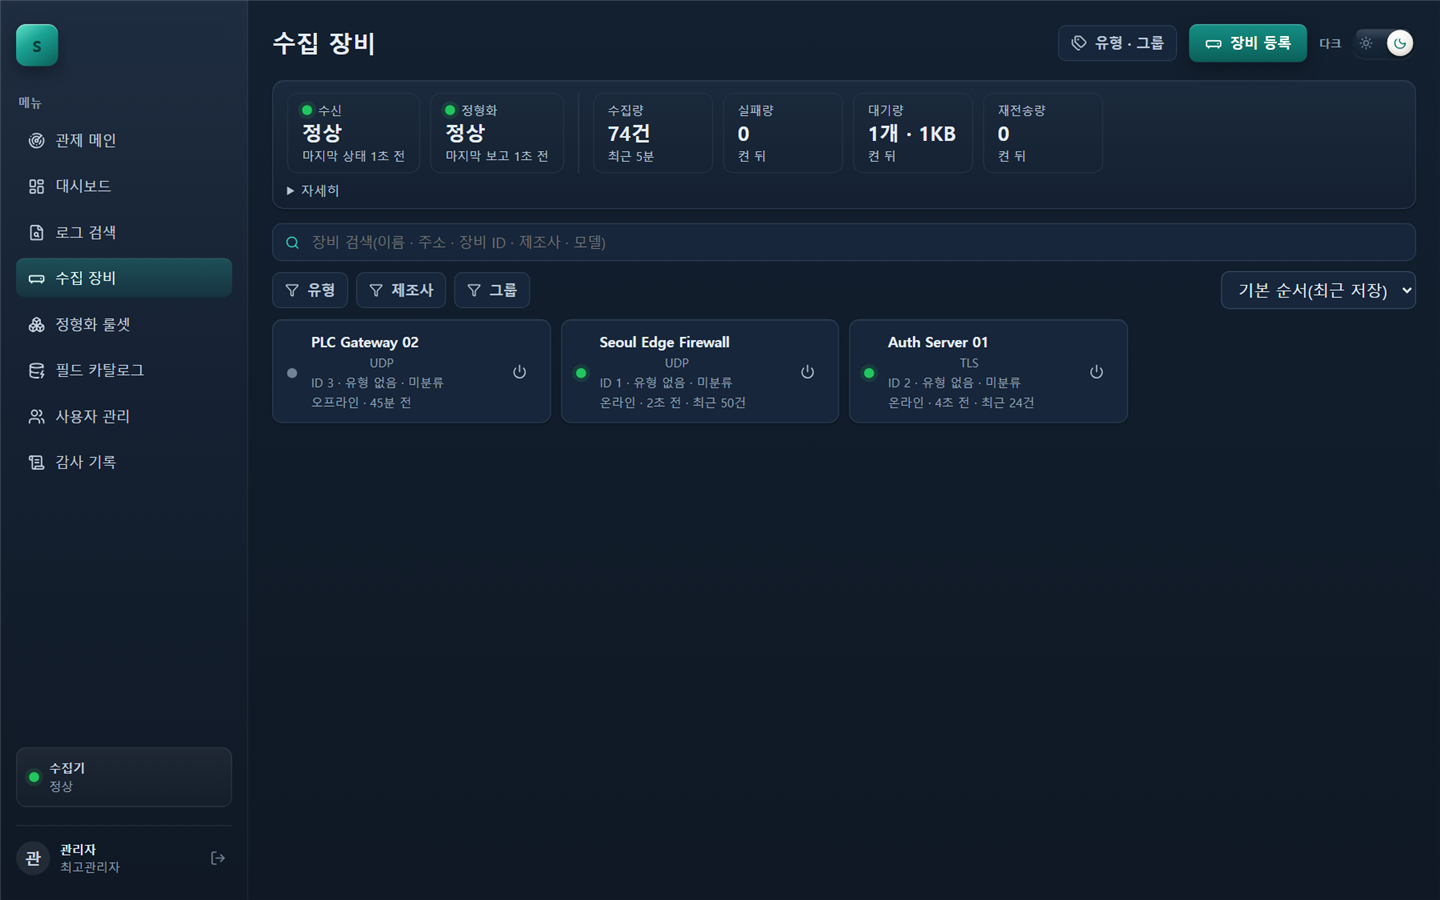 S
메뉴
관제 메인
대시보드
로그 검색
수집 장비
정형화 룰셋
필드 카탈로그
사용자 관리
감사 기록
수집기
정상
관
관리자
최고관리자
수집 장비
유형 · 그룹
장비 등록
다크
수신
정상
마지막 상태 1초 전
정형화
정상
마지막 보고 1초 전
수집량
74건
최근 5분
실패량
0
켠 뒤
대기량
1개 · 1KB
켠 뒤
재전송량
0
켠 뒤
▶ 자세히
장비 검색(이름 · 주소 · 장비 ID · 제조사 · 모델)
유형
제조사
그룹
기본 순서(최근 저장)
PLC Gateway 02
UDP
ID 3 · 유형 없음 · 미분류
오프라인 · 45분 전
Seoul Edge Firewall
UDP
ID 1 · 유형 없음 · 미분류
온라인 · 2초 전 · 최근 50건
Auth Server 01
TLS
ID 2 · 유형 없음 · 미분류
온라인 · 4초 전 · 최근 24건